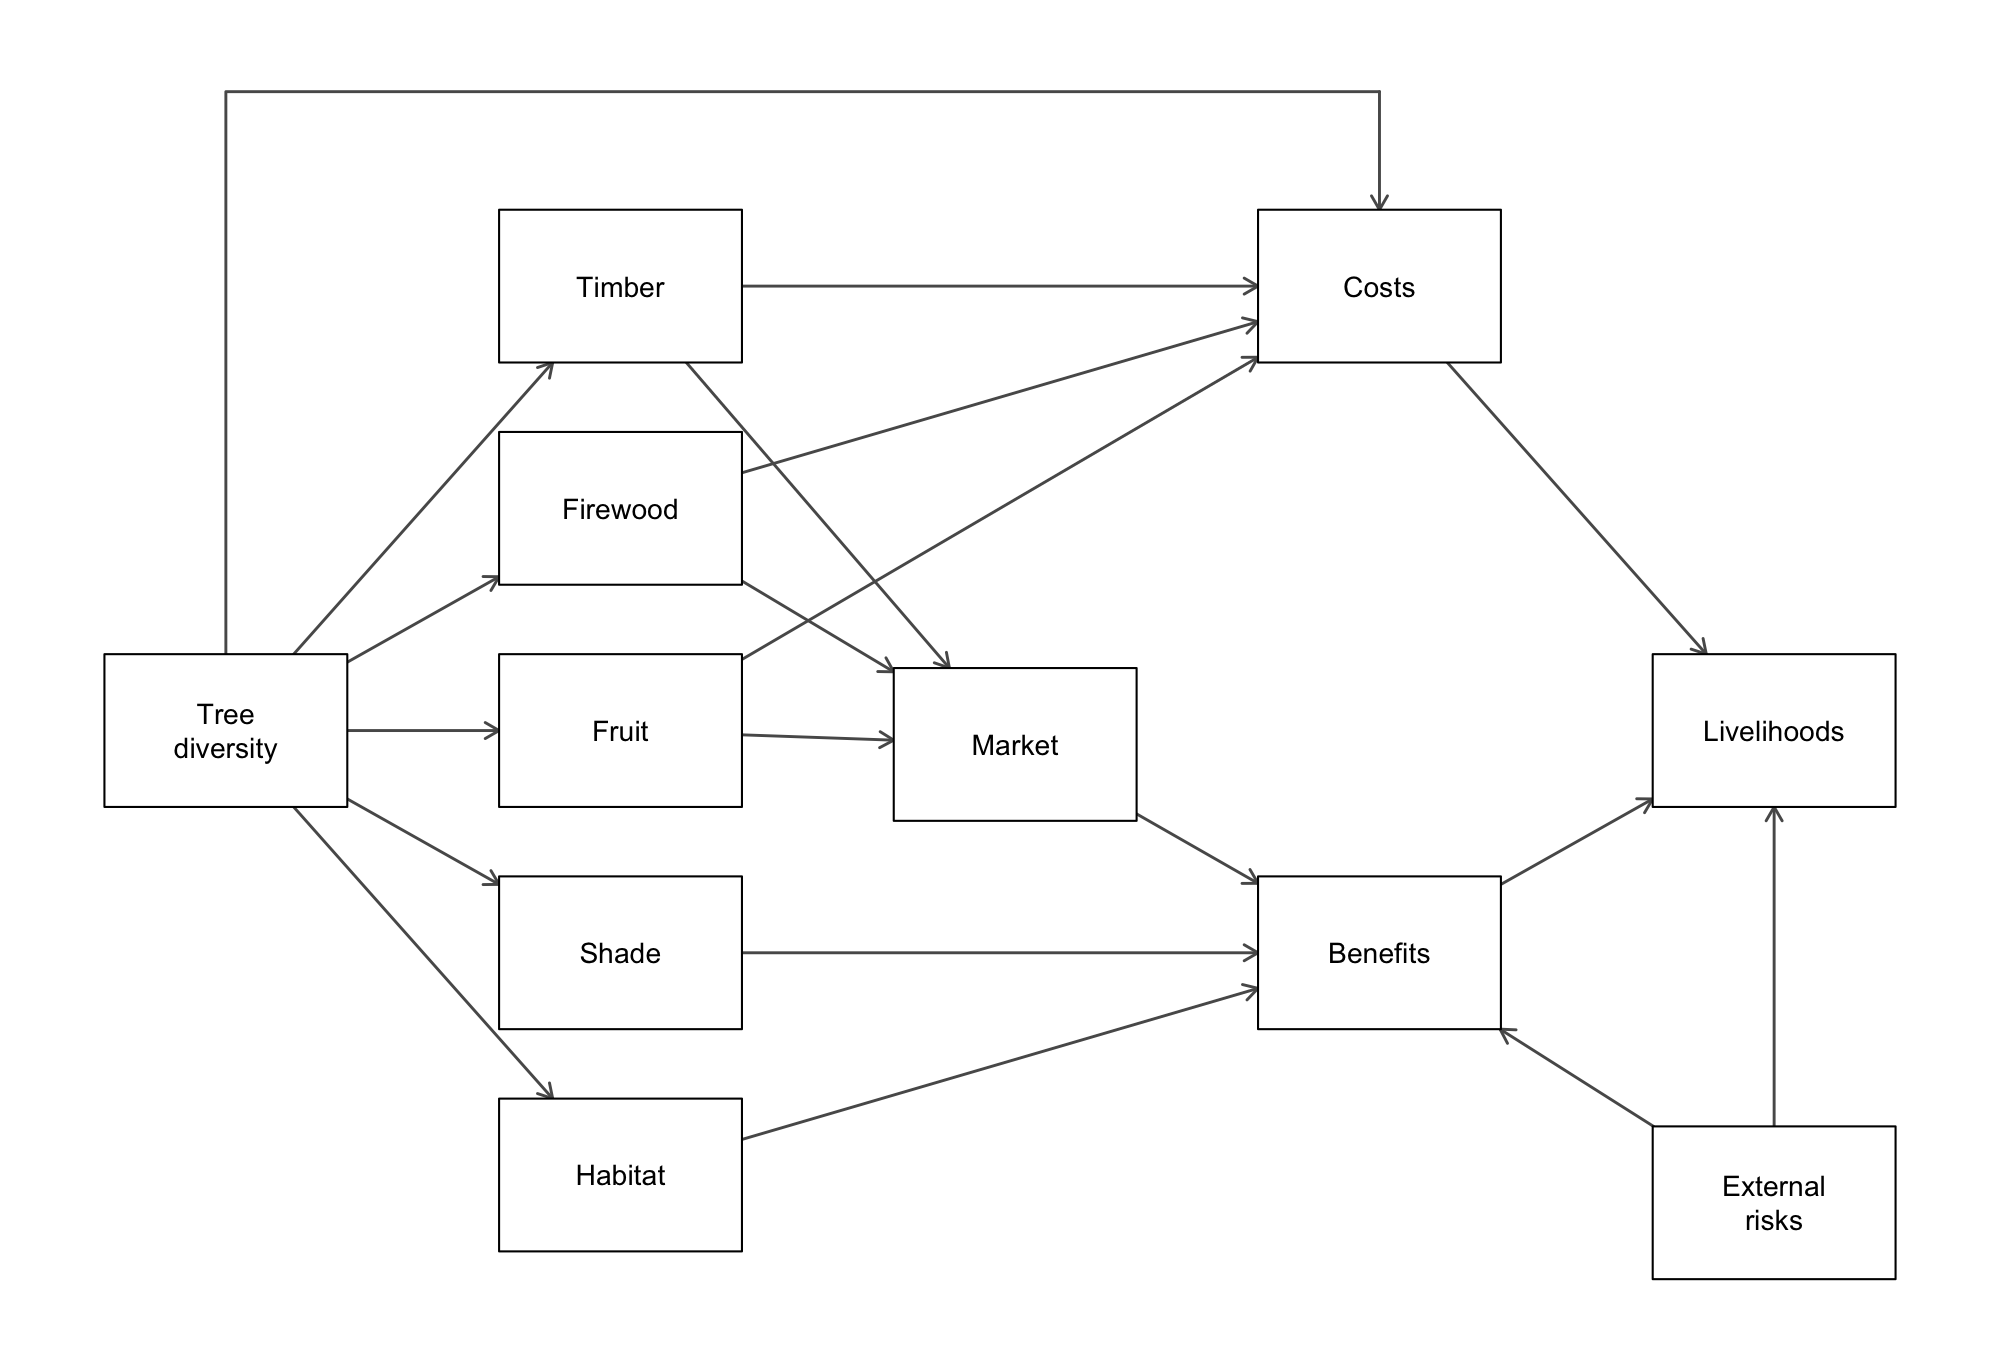 Timber
Costs
Firewood
Tree
diversity
Fruit
Market
Livelihoods
Shade
Benefits
Habitat
External
risks